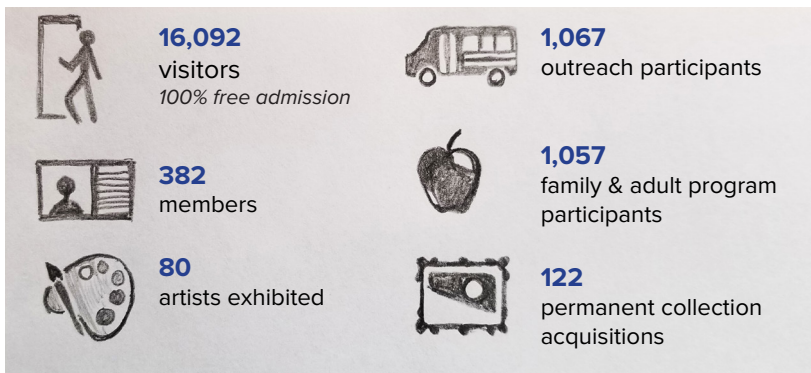 16,092
visitors
100% free admission
382
members
80
artists exhibited
1,067
outreach participants
1,057
family & adult program
participants
122
permanent collection
acquisitions